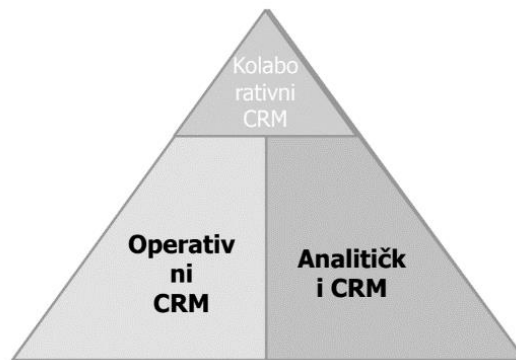 Kolabo
rativni
CRM
Operativ
ni
CRM
Analitičk
i CRM